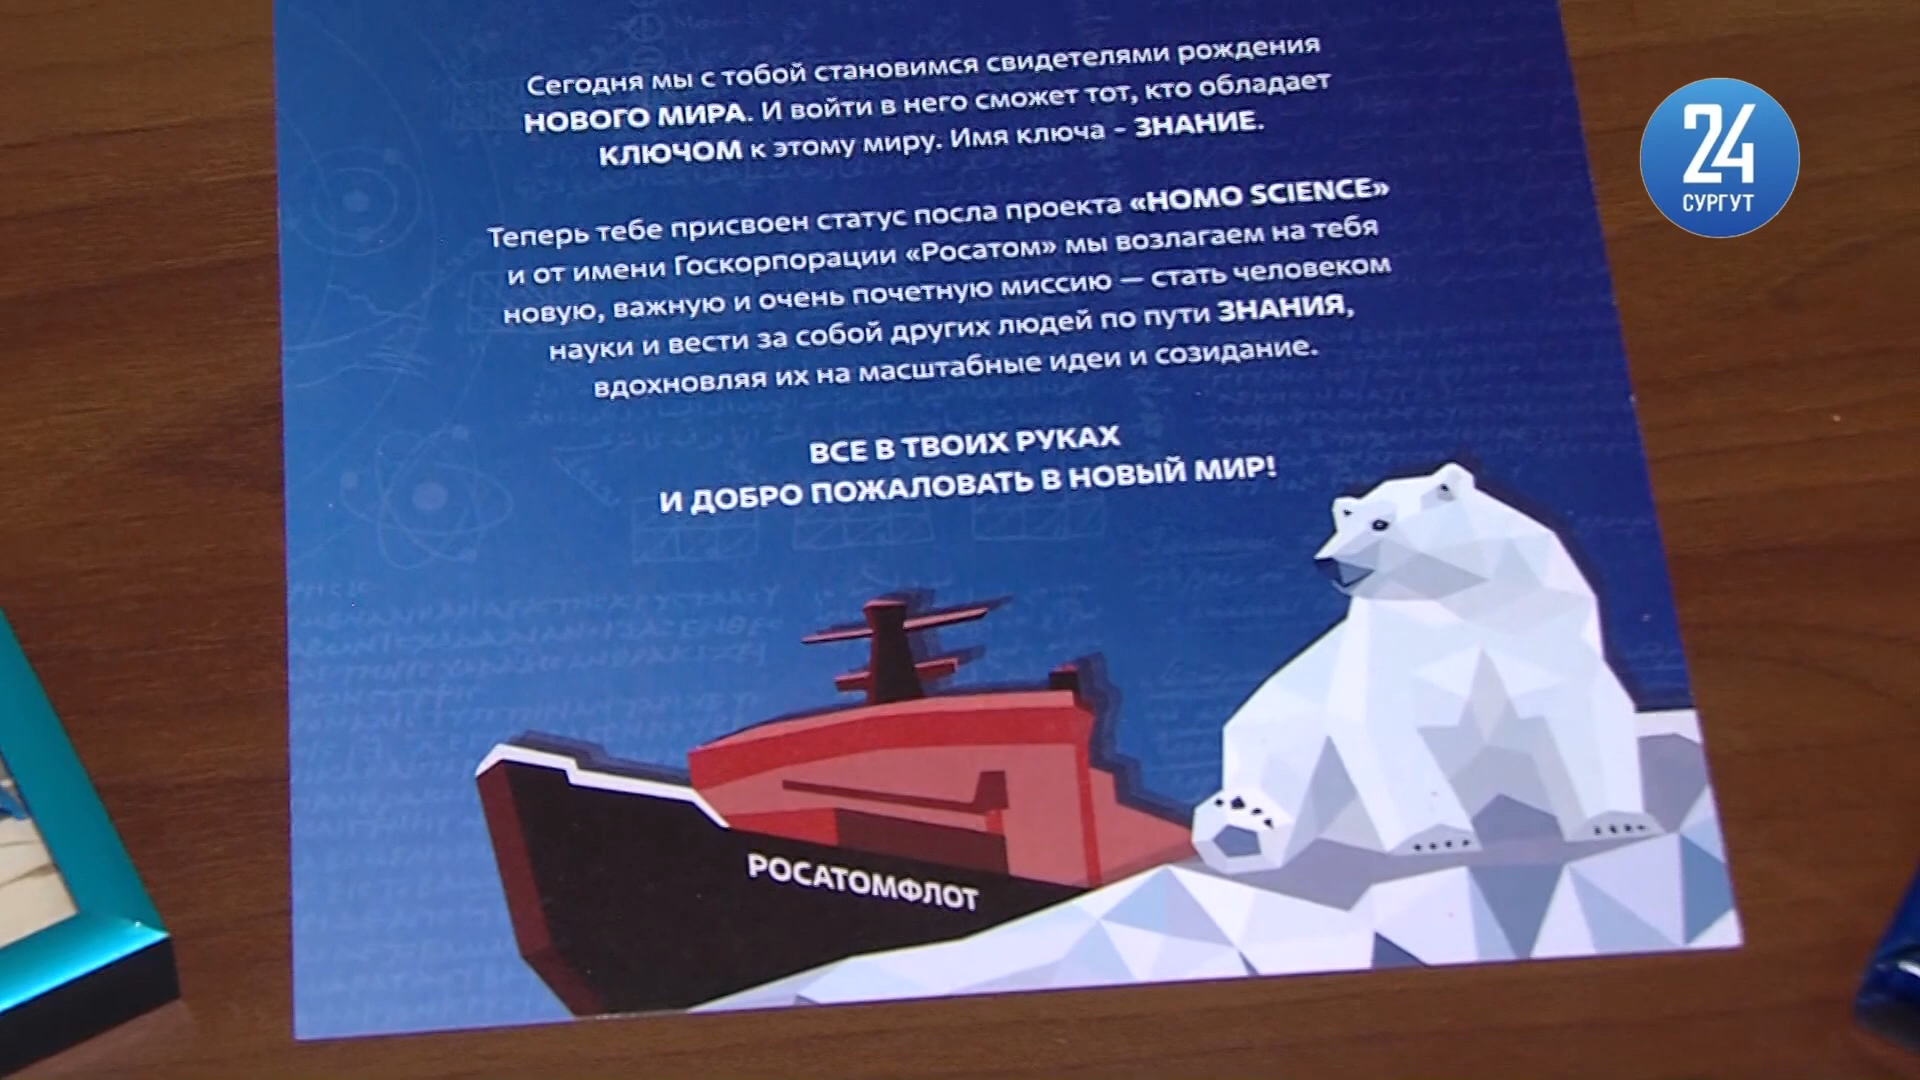 Сегодня мы с тобой становимся свидетелями рождения
НОВОГО МИРА. И войти в него сможет тот, кто обладает
КЛЮЧОМ к этому миру. Имя ключа - ЗНАНИЕ.
Теперь тебе присвоен статус посла проекта «HOMO SCIENCE»
и от имени Госкорпорации «Росатом» мы возлагаем на тебя
новую, важную и очень почетную миссию — стать человеком
науки и вести за собой других людей по пути ЗНАНИЯ,
вдохновляя их на масштабные идеи и созидание.
ВСЕ В ТВОИХ РУКАХ
И ДОБРО ПОЖАЛОВАТЬ В НОВЫЙ МИР!
РОСАТОМФЛОТ
24
СУРГУТ